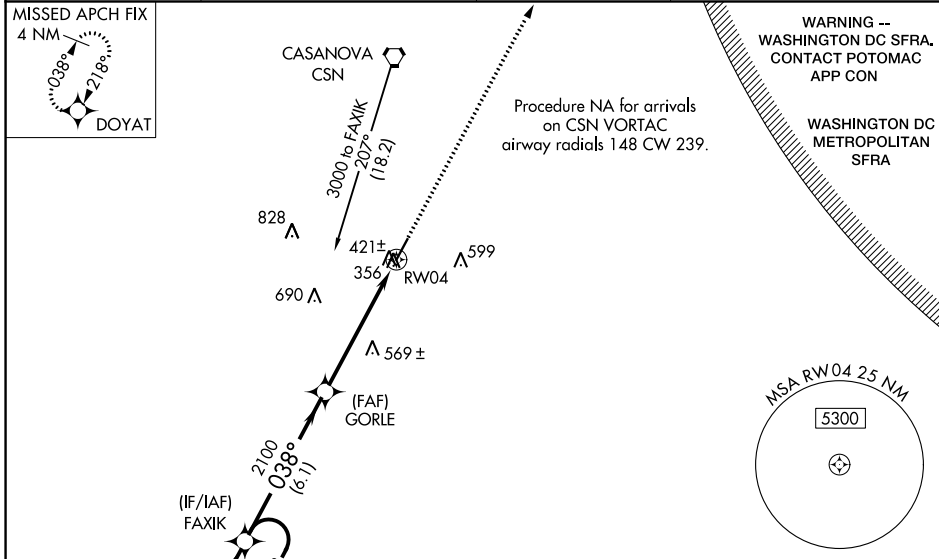 MISSED APCH FIX
4 NM
038°
218°
DOYAT
CASANOVA
CSN
3000 to FAXIK
207°
(18.2)
Procedure NA for arrivals
on CSN VORTAC
airway radials 148 CW 239.
WARNING --
WASHINGTON DC SFRA.
CONTACT POTOMAC
APP CON
WASHINGTON DC
METROPOLITAN
SFRA
828
421±
356
RW04
599
690
569 ±
(FAF)
GORLE
2100
038°
(6.1)
(IF/IAF)
FAXIK
MSA RW04 25 NM
5300